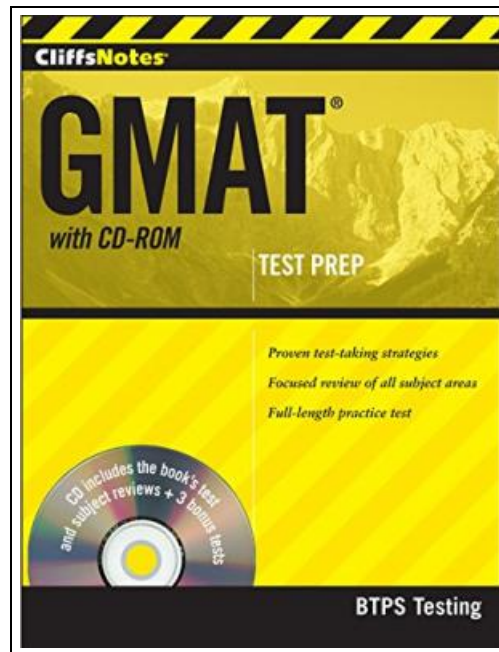 CliffsNotes
GMAT®
with CD-ROM
TEST PREP
Proven test-taking strategies
Focused review of all subject areas
Full-length practice test
CD includes the book's test
and subject reviews + 3 bonus tests
BTPS Testing